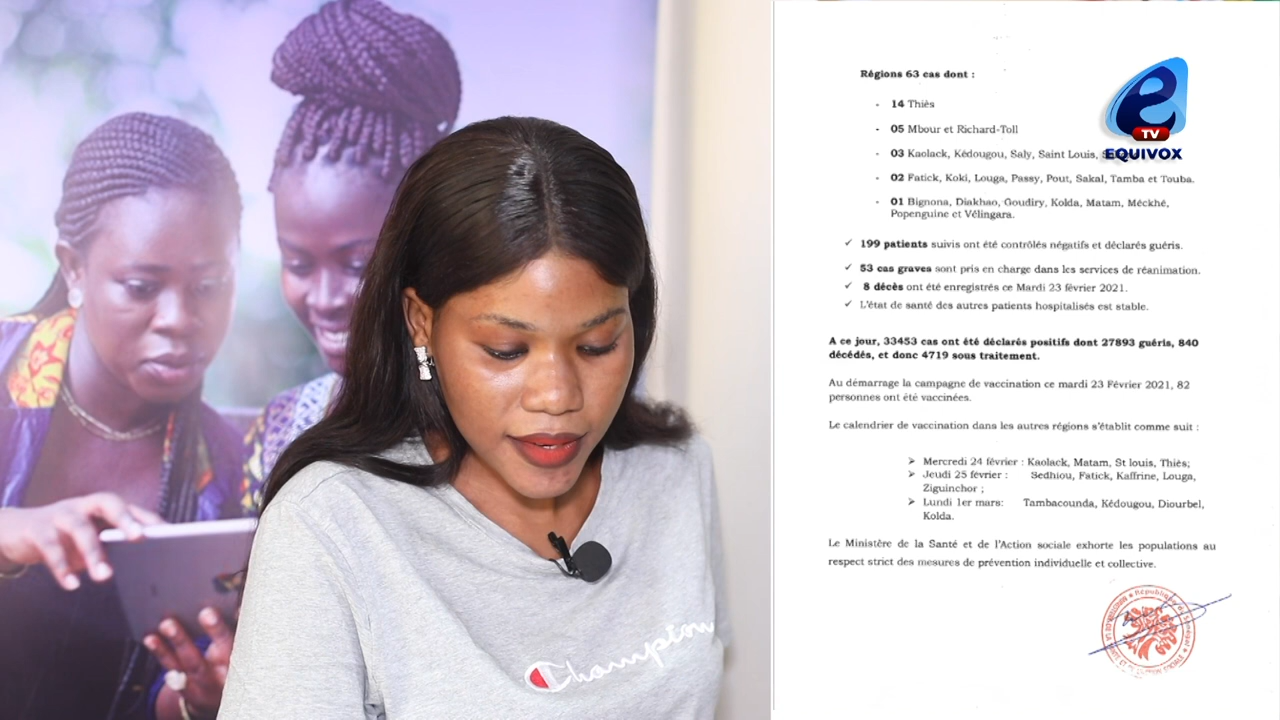 Régions 63 cas dont :
- 14 Thiès
- 05 Mbour et Richard-Toll
- 03 Kaolack, Kédougou, Saly, Saint Louis,
- 02 Fatick, Koki, Louga, Passy, Pout, Sakal, Tamba et Touba.
- 01 Bignona, Diakhao, Goudiry, Kolda, Matam, Méckhé,
Popenguine et Vélingara.
✓ 199 patients suivis ont été contrôlés négatifs et déclarés guéris.
✓ 53 cas graves sont pris en charge dans les services de réanimation.
✓ 8 décès ont été enregistrés ce Mardi 23 février 2021.
✓ L'état de santé des autres patients hospitalisés est stable.
A ce jour, 33453 cas ont été déclarés positifs dont 27893 guéris, 840
décédés, et donc 4719 sous traitement.
Au démarrage la campagne de vaccination ce mardi 23 Février 2021, 82
personnes ont été vaccinées.
Le calendrier de vaccination dans les autres régions s'établit comme suit :
➢ Mercredi 24 février : Kaolack, Matam, St louis, Thiès;
➢ Jeudi 25 février : Sedhiou, Fatick, Kaffrine, Louga,
Ziguinchor ;
➢ Lundi 1er mars: Tambacounda, Kédougou, Diourbel,
Kolda.
Le Ministère de la Santé et de l'Action sociale exhorte les populations au
respect strict des mesures de prévention individuelle et collective.
e
TV
EQUIVOX
Champion
République du Sénégal